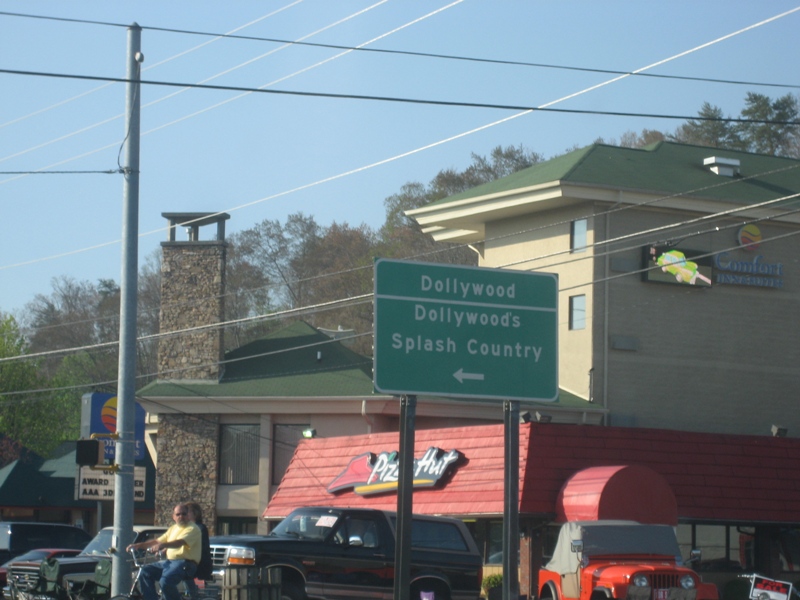 Dollywood
Dollywood's
Splash Country
Pizza Hut
Comfort
AWARD
AAA 3D